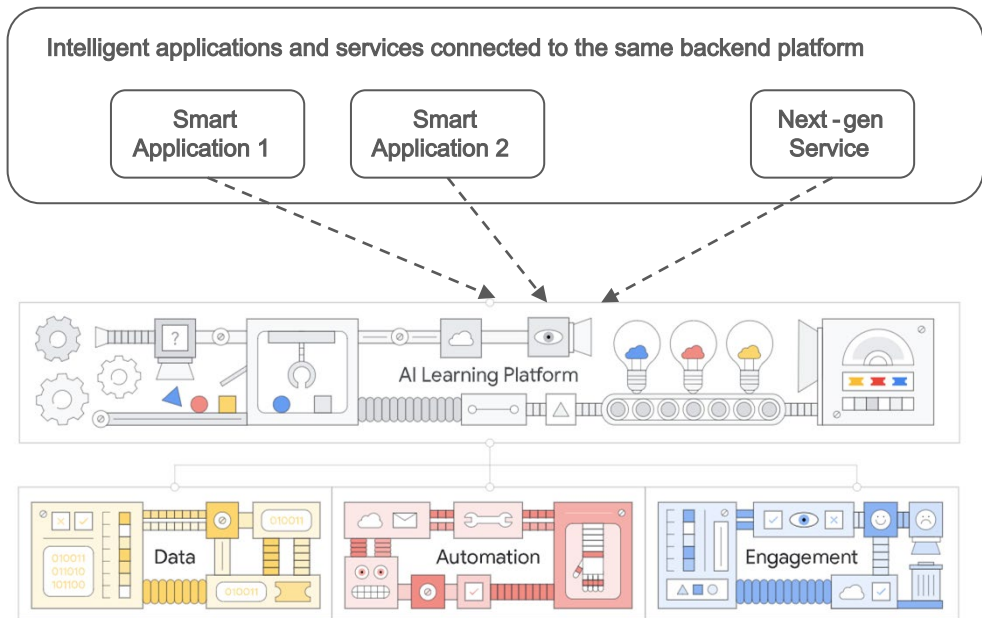 Intelligent applications and services connected to the same backend platform
Smart
Application 1
Smart
Application 2
Next-gen
Service
?
AI Learning Platform
010011
010011
011010
101100
Data
010011
Automation
Engagement